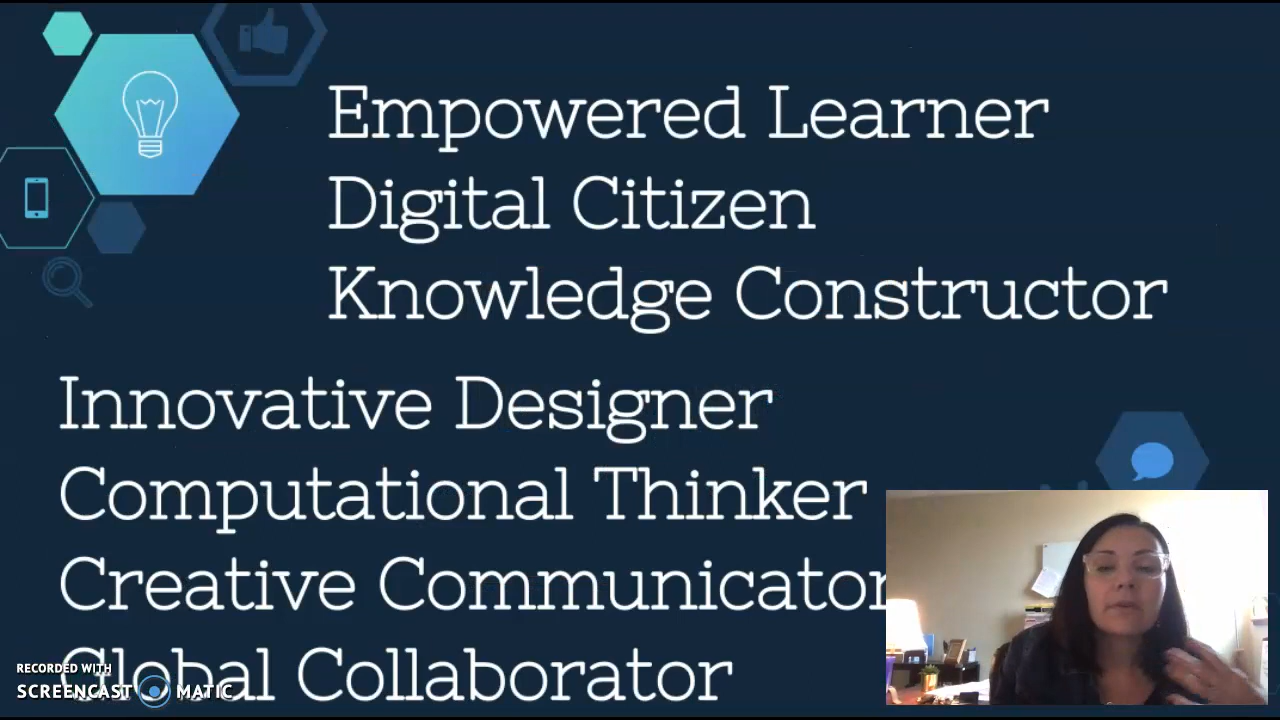 Empowered Learner
Digital Citizen
Knowledge Constructor
Innovative Designer
Computational Thinker
Creative Communicator
Global Collaborator
RECORDED WITH
SCREENCAST MATIC